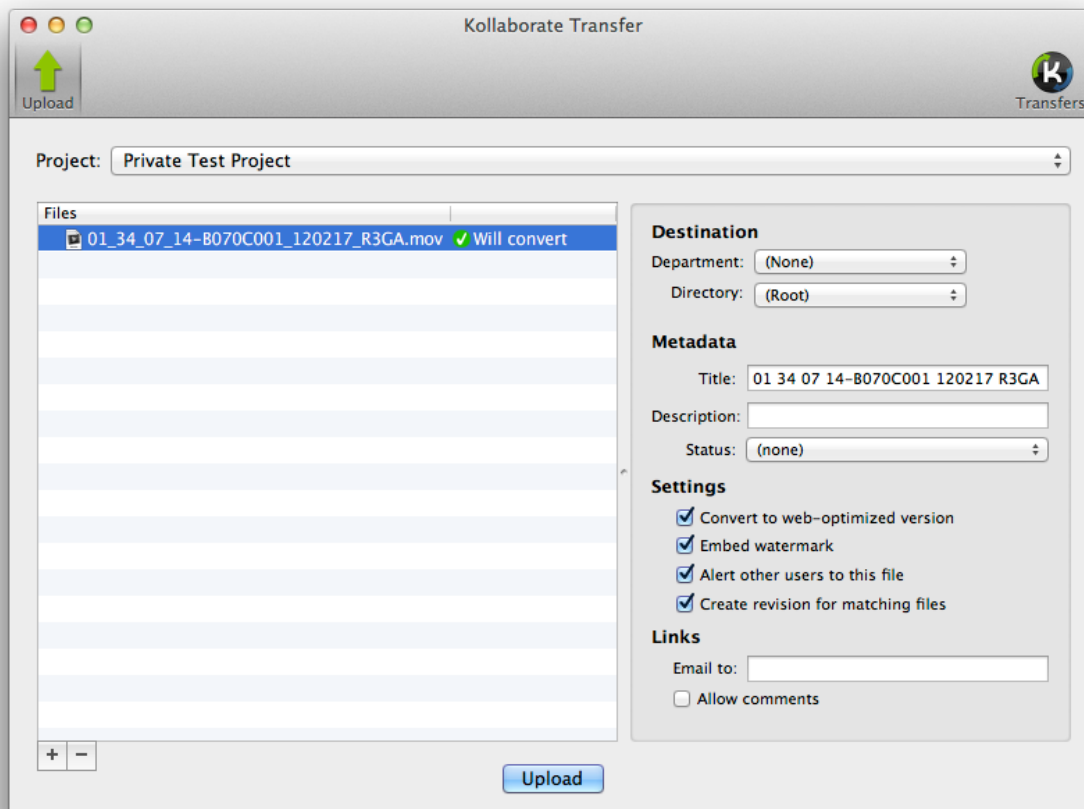 Kollaborate Transfer
Upload
Transfers
Project: Private Test Project
Files
01_34_07_14-B070C001_120217_R3GA.mov Will convert
Destination
Department: (None)
Directory: (Root)
Metadata
Title: 01 34 07 14-B070C001 120217 R3GA
Description:
Status: (none)
Settings
Convert to web-optimized version
Embed watermark
Alert other users to this file
Create revision for matching files
Links
Email to:
Allow comments
+ −
Upload